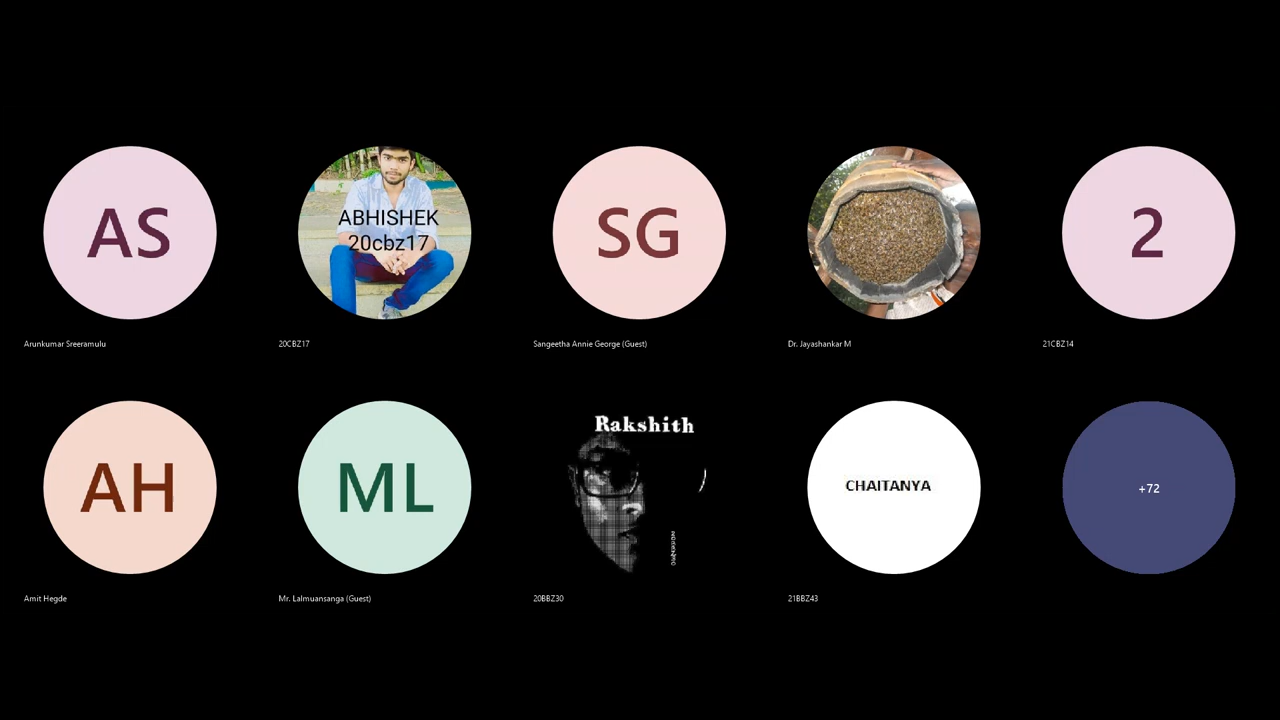 AS
ABHISHEK
20cbz17
SG
2
Arunkumar Sreeramulu
20CBZ17
Sangeetha Annie George (Guest)
Dr. Jayashankar M
21CBZ14
AH
ML
Rakshith
CHAITANYA
+72
Amit Hegde
Mr. Lalmuansanga (Guest)
20BBZ30
21BBZ43